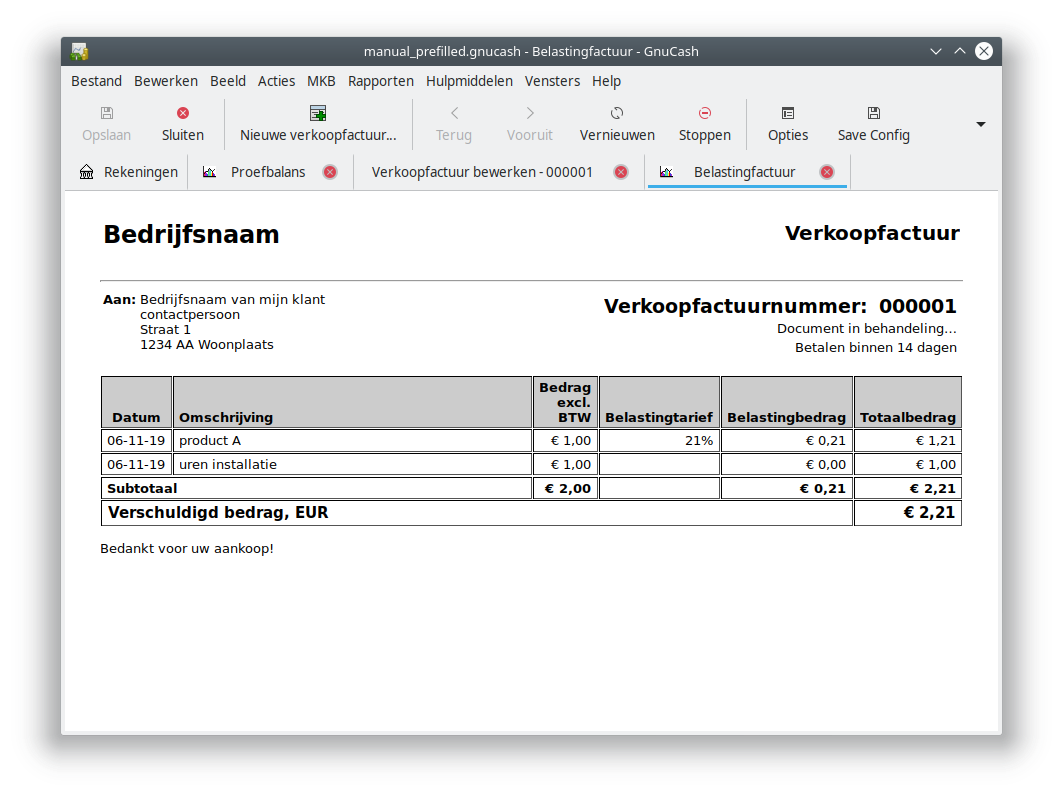 manual_prefilled.gnucash - Belastingfactuur - GnuCash
Bestand Bewerken Beeld Acties MKB Rapporten Hulpmiddelen Vensters Help
Opslaan Sluiten Nieuwe verkoopfactuur... Terug Vooruit Vernieuwen Stoppen Opties Save Config
Rekeningen Proefbalans Verkoopfactuur bewerken - 000001 Belastingfactuur
Bedrijfsnaam Verkoopfactuur
Aan: Bedrijfsnaam van mijn klant
contactpersoon
Straat 1
1234 AA Woonplaats
Verkoopfactuurnummer: 000001
Document in behandeling...
Betalen binnen 14 dagen
Datum Omschrijving Bedrag excl. BTW Belastingtarief Belastingbedrag Totaalbedrag
06-11-19 product A € 1,00 21% € 0,21 € 1,21
06-11-19 uren installatie € 1,00 € 0,00 € 1,00
Subtotaal € 2,00 € 0,21 € 2,21
Verschuldigd bedrag, EUR € 2,21
Bedankt voor uw aankoop!